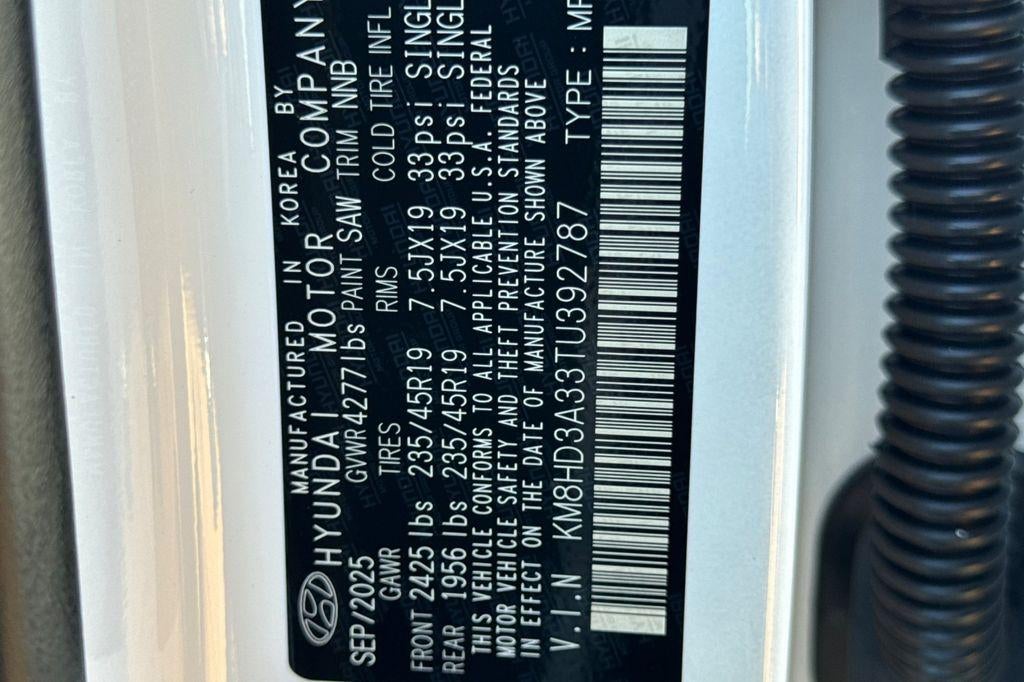 MANUFACTURED IN KOREA BY
HYUNDAI MOTOR COMPANY
SEP/2025 GVWR4277lbs PAINT SAW TRIM NNB
GAWR TIRES RIMS COLD TIRE INFL
FRONT 2425 lbs 235/45R19 7.5JX19 33psi SINGL
REAR 1956 lbs 235/45R19 7.5JX19 33psi SINGL
THIS VEHICLE CONFORMS TO ALL APPLICABLE U.S.A. FEDERAL
MOTOR VEHICLE SAFETY AND THEFT PREVENTION STANDARDS
IN EFFECT ON THE DATE OF MANUFACTURE SHOWN ABOVE
V.I.N KM8HD3A33TU392787 TYPE : MP